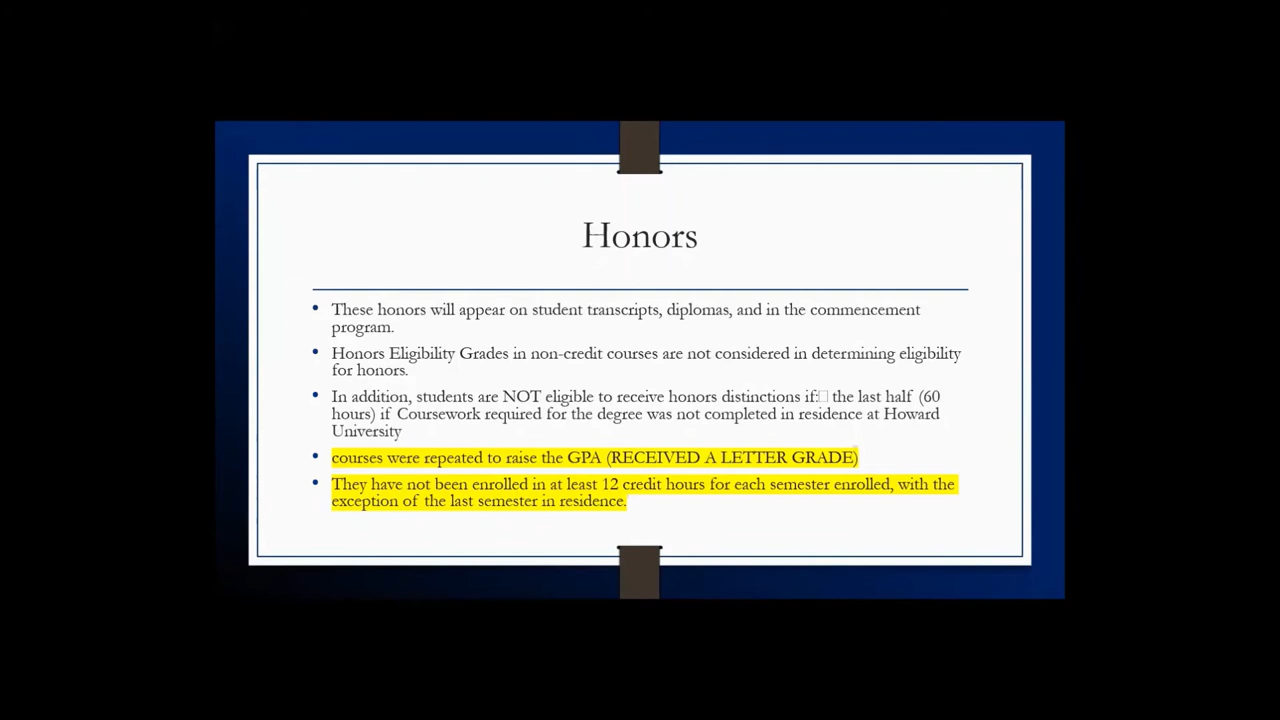 Honors
• These honors will appear on student transcripts, diplomas, and in the commencement
program.
• Honors Eligibility Grades in non-credit courses are not considered in determining eligibility
for honors.
• In addition, students are NOT eligible to receive honors distinctions if:□ the last half (60
hours) if Coursework required for the degree was not completed in residence at Howard
University
• courses were repeated to raise the GPA (RECEIVED A LETTER GRADE)
• They have not been enrolled in at least 12 credit hours for each semester enrolled, with the
exception of the last semester in residence.